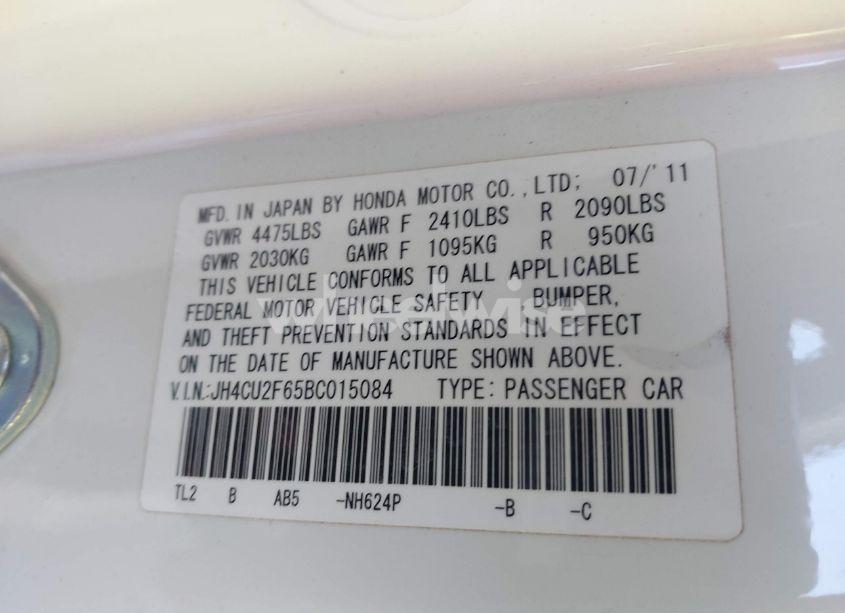 MFD. IN JAPAN BY HONDA MOTOR CO., LTD; 07/'11
GVWR 4475LBS GAWR F 2410LBS R 2090LBS
GVWR 2030KG GAWR F 1095KG R 950KG
THIS VEHICLE CONFORMS TO ALL APPLICABLE
FEDERAL MOTOR VEHICLE SAFETY BUMPER,
AND THEFT PREVENTION STANDARDS IN EFFECT
ON THE DATE OF MANUFACTURE SHOWN ABOVE.
V.I.N.:JH4CU2F65BC015084 TYPE: PASSENGER CAR
TL2 B AB5 -NH624P -B -C
wheelwise